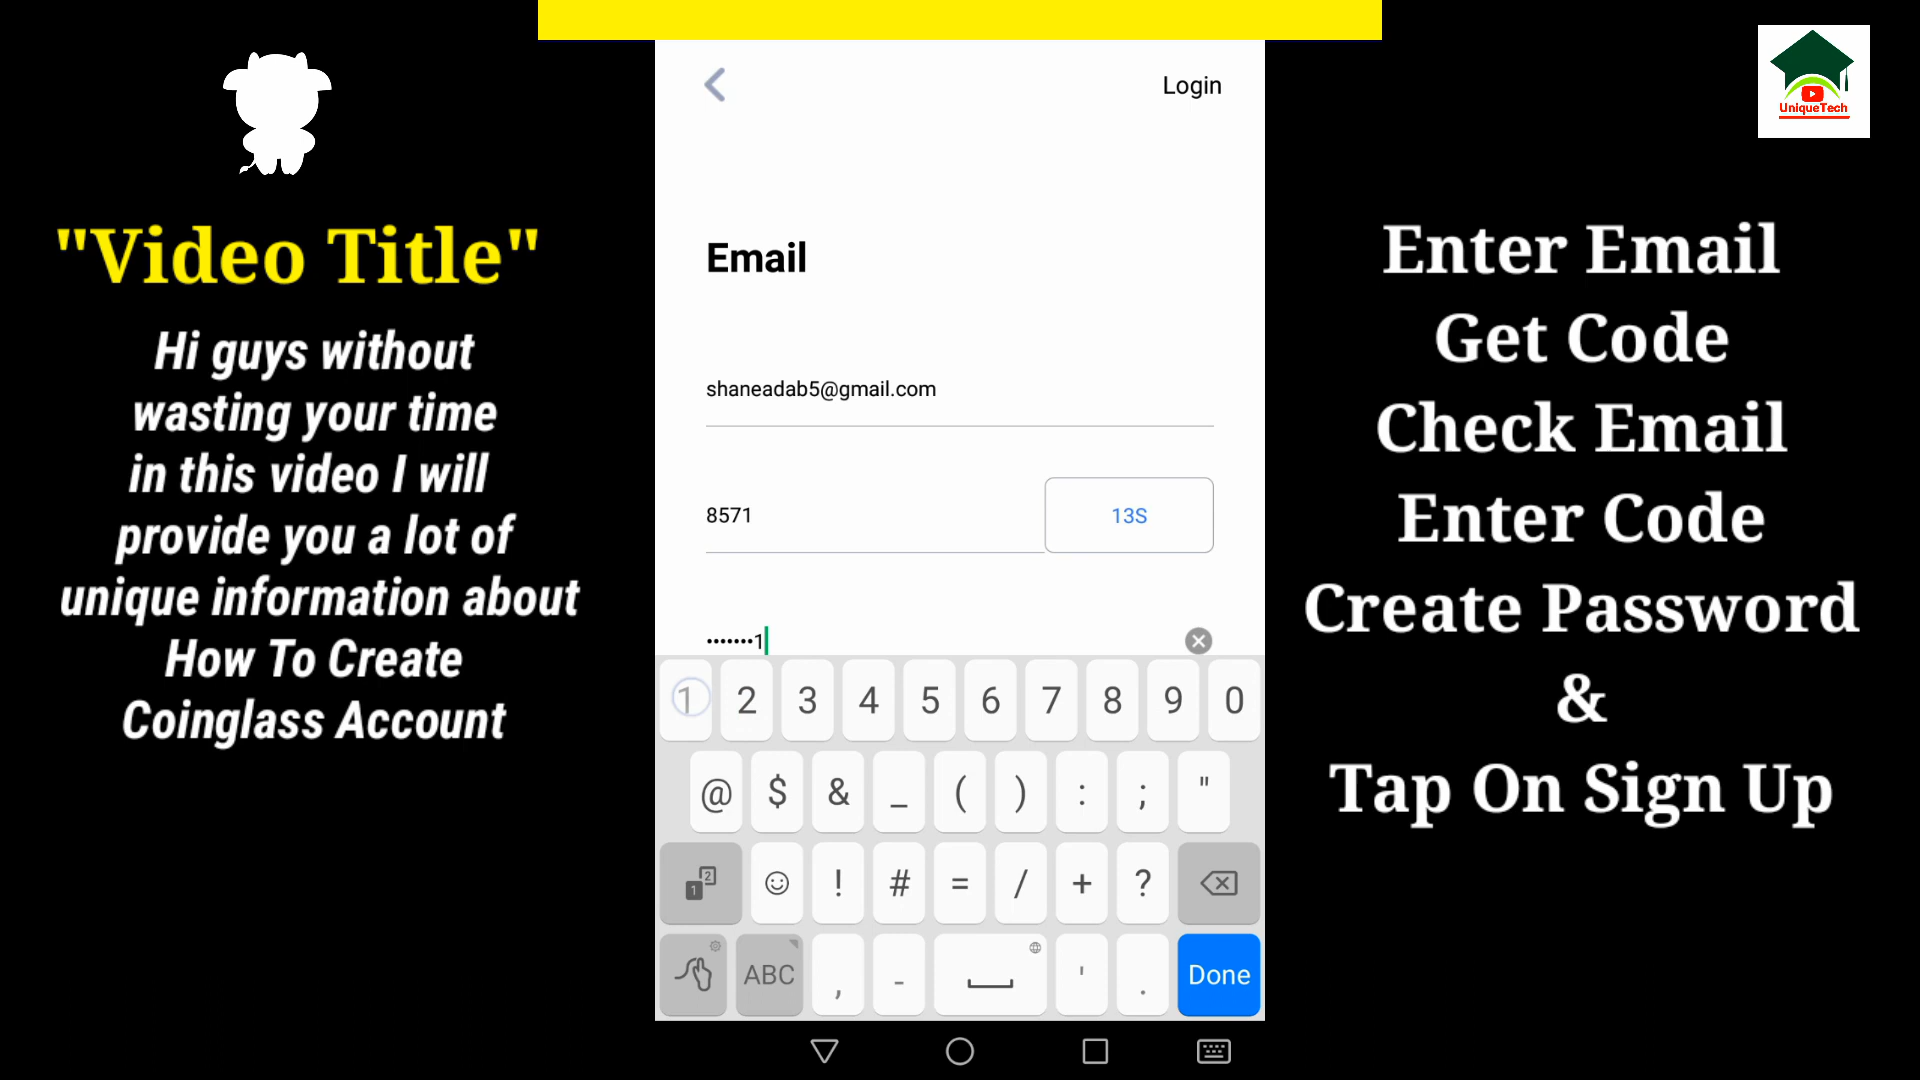 "Video Title"
Hi guys without
wasting your time
in this video I will
provide you a lot of
unique information about
How To Create
Coinglass Account
Login
Email
shaneadab5@gmail.com
8571
13S
•••••••1
1 2 3 4 5 6 7 8 9 0
@ $ & _ ( ) : ; "
1 2 ! # = / + ?
ABC , - ' . Done
UniqueTech
Enter Email
Get Code
Check Email
Enter Code
Create Password
&
Tap On Sign Up